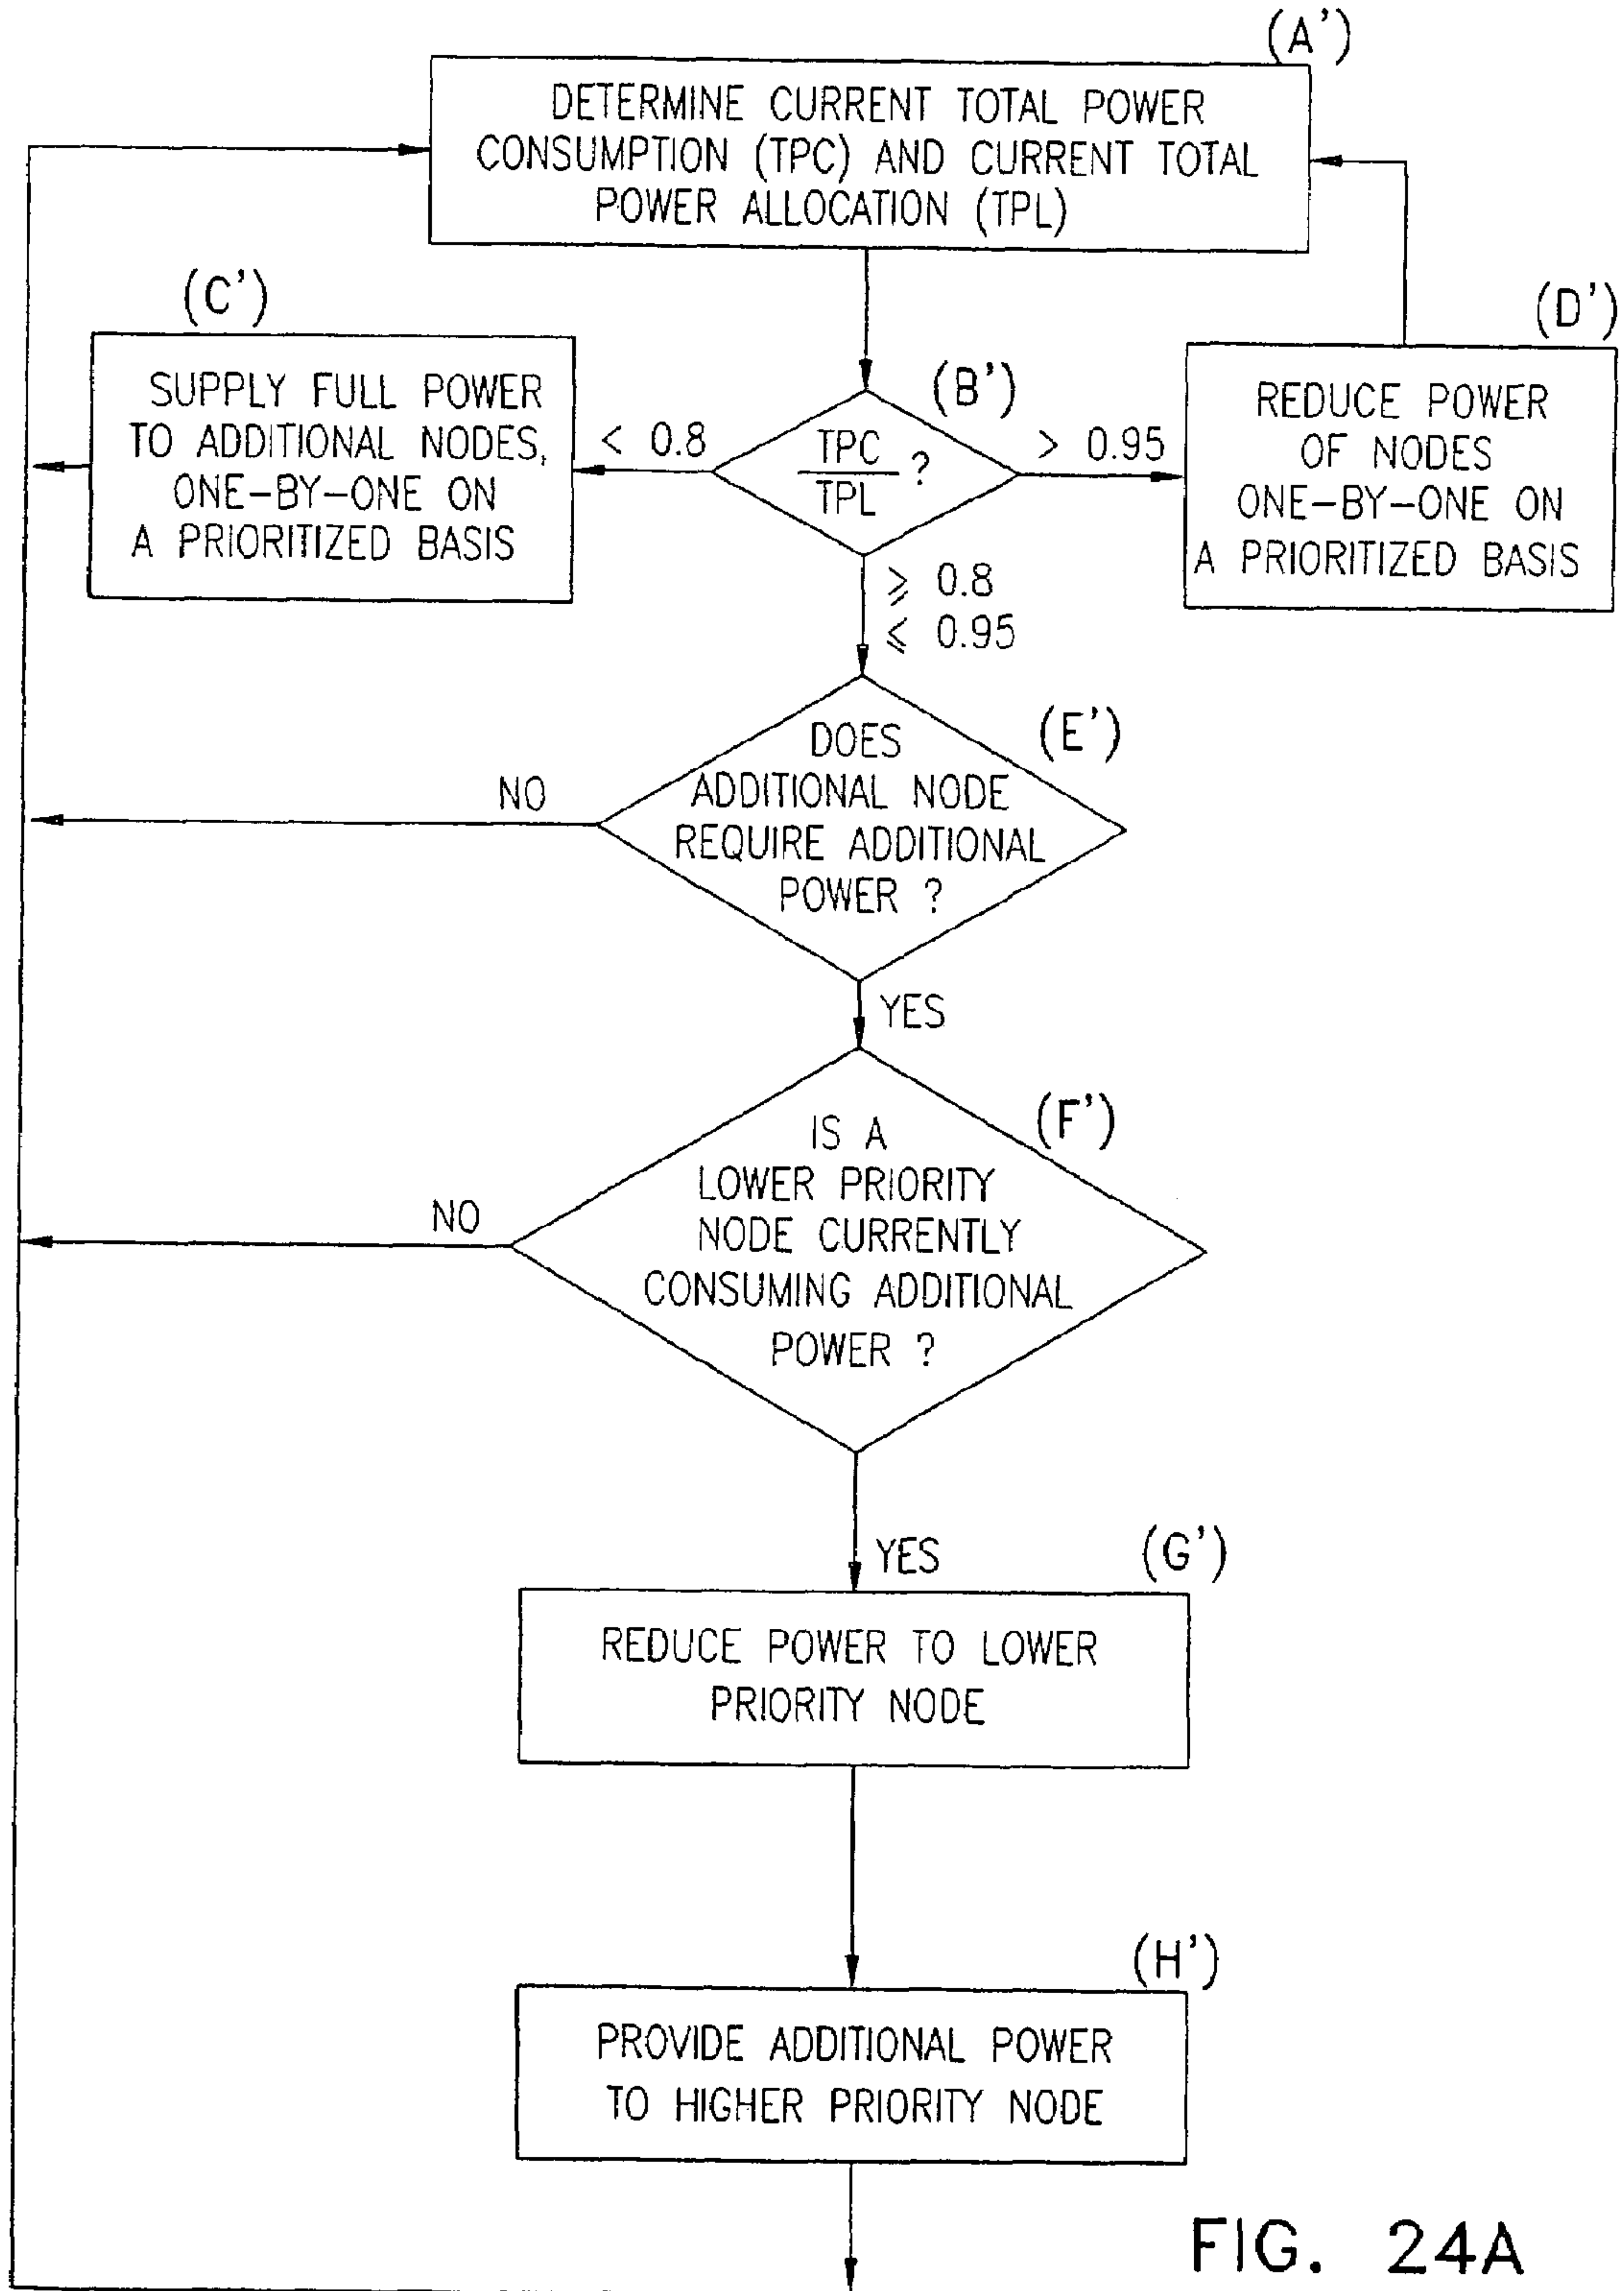 (A')
DETERMINE CURRENT TOTAL POWER
CONSUMPTION (TPC) AND CURRENT TOTAL
POWER ALLOCATION (TPL)
(C')
SUPPLY FULL POWER
TO ADDITIONAL NODES,
ONE-BY-ONE ON
A PRIORITIZED BASIS
< 0.8
(B')
TPC
TPL
?
> 0.95
(D')
REDUCE POWER
OF NODES
ONE-BY-ONE ON
A PRIORITIZED BASIS
⩾ 0.8
⩽ 0.95
(E')
DOES
ADDITIONAL NODE
REQUIRE ADDITIONAL
POWER ?
NO
YES
(F')
IS A
LOWER PRIORITY
NODE CURRENTLY
CONSUMING ADDITIONAL
POWER ?
NO
YES
(G')
REDUCE POWER TO LOWER
PRIORITY NODE
(H')
PROVIDE ADDITIONAL POWER
TO HIGHER PRIORITY NODE
FIG. 24A